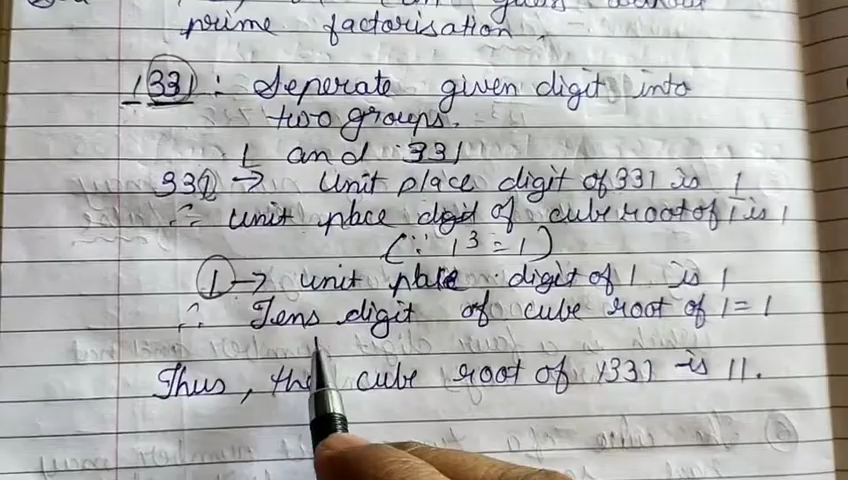 guess without
prime factorisation.
1331 : Seperate given digit into
two groups.
1 and 331
331 → Unit place digit of 331 is 1
∴ unit place digit of cube root of 1 is 1
(∵ 1³ = 1)
1 → unit place digit of 1 is 1
∴ Tens digit of cube root of 1 = 1
Thus, the cube root of 1331 is 11.